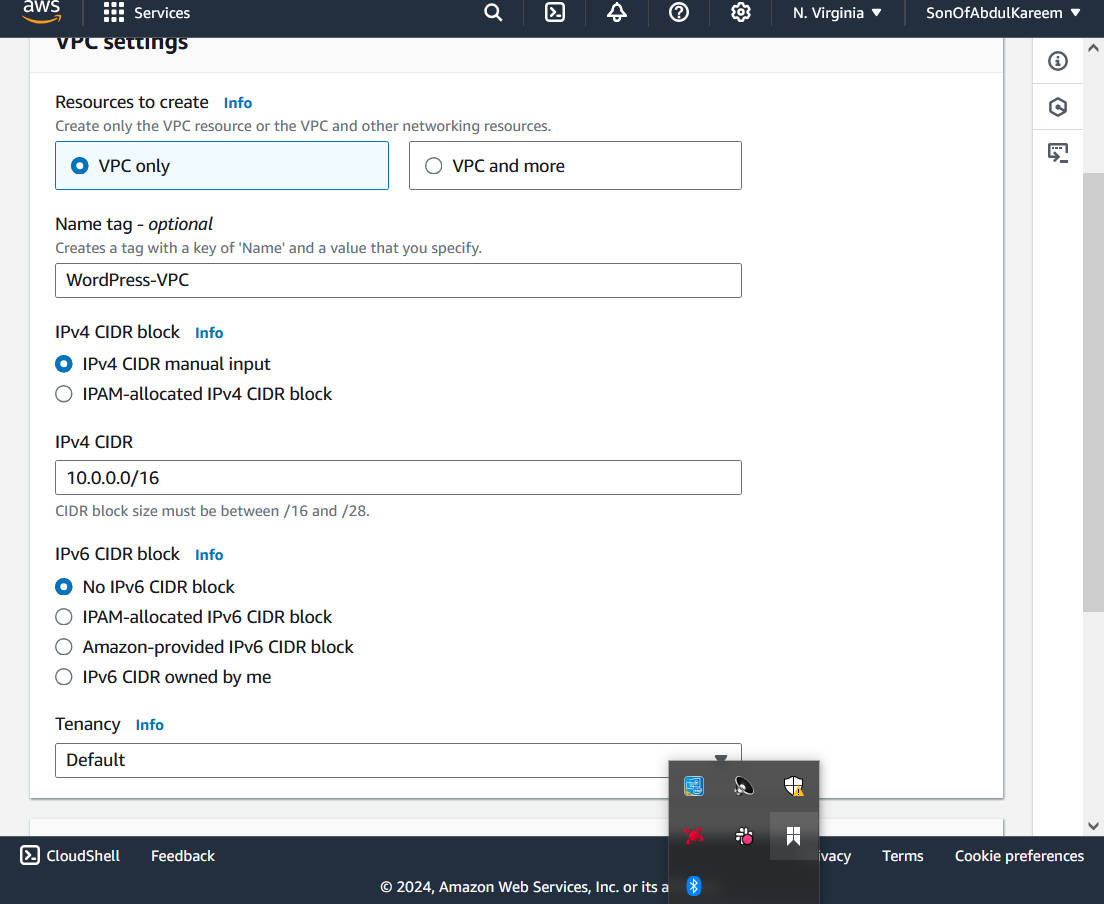 aws
Services
N. Virginia
SonOfAbdulKareem
VPC settings
Resources to create Info
Create only the VPC resource or the VPC and other networking resources.
VPC only
VPC and more
Name tag - optional
Creates a tag with a key of 'Name' and a value that you specify.
WordPress-VPC
IPv4 CIDR block Info
IPv4 CIDR manual input
IPAM-allocated IPv4 CIDR block
IPv4 CIDR
10.0.0.0/16
CIDR block size must be between /16 and /28.
IPv6 CIDR block Info
No IPv6 CIDR block
IPAM-allocated IPv6 CIDR block
Amazon-provided IPv6 CIDR block
IPv6 CIDR owned by me
Tenancy Info
Default
CloudShell
Feedback
ivacy
Terms
Cookie preferences
© 2024, Amazon Web Services, Inc. or its a